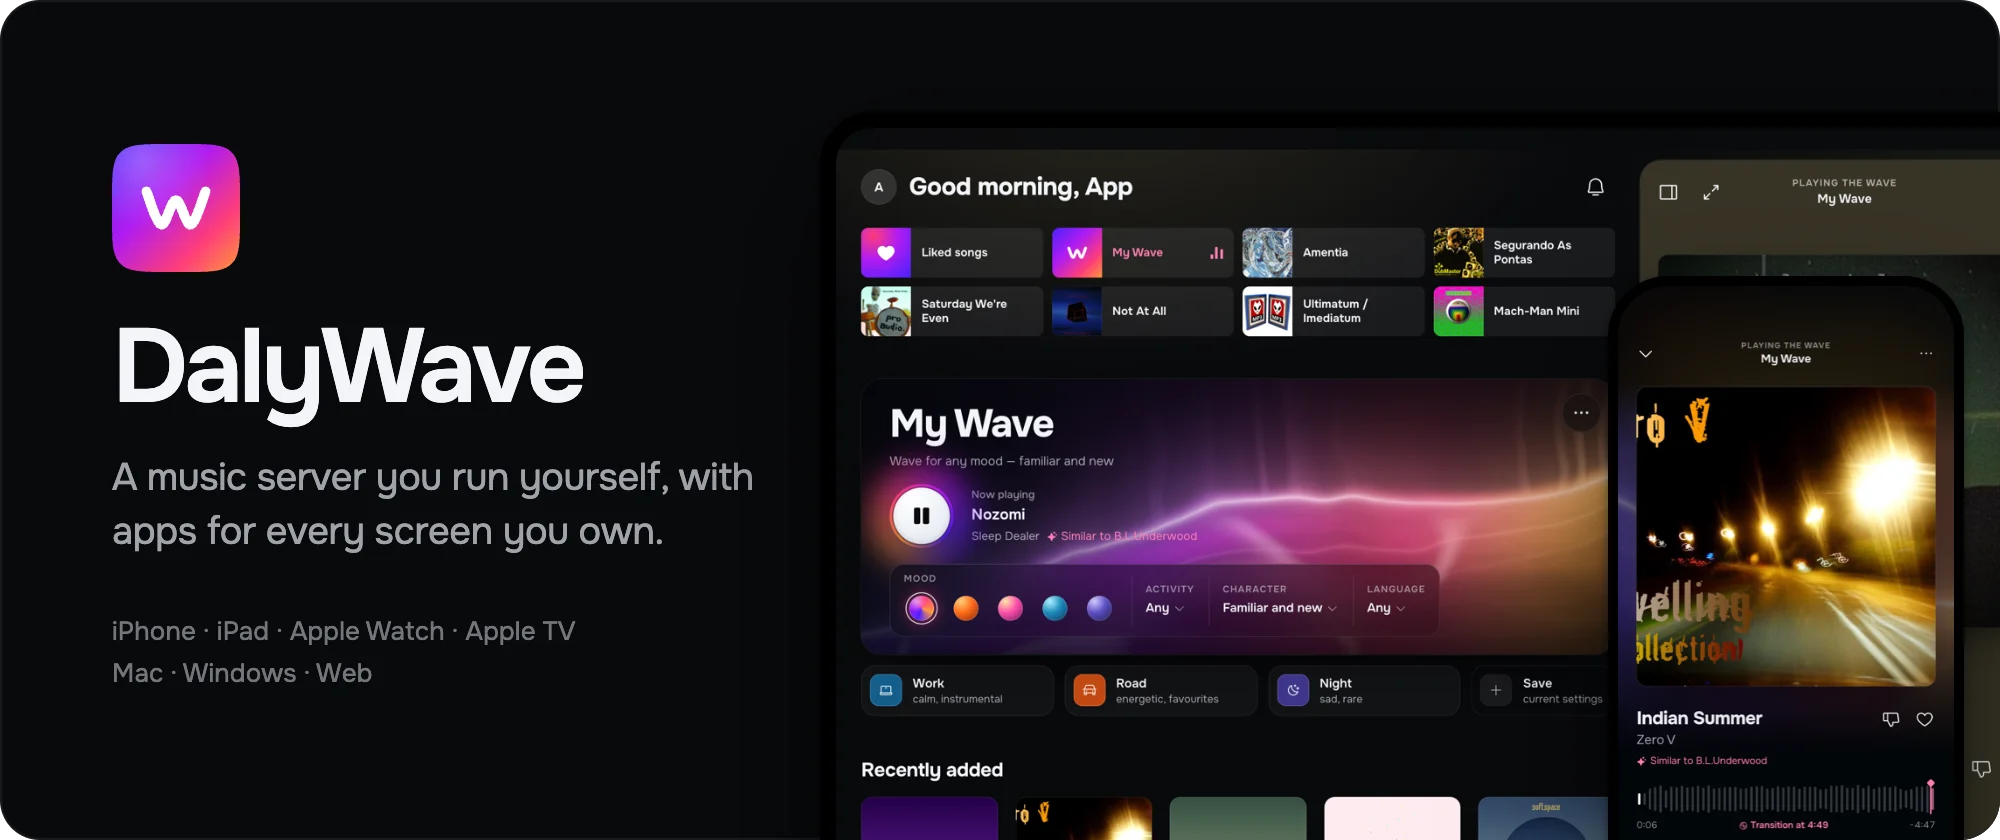 W
DalyWave
A music server you run yourself, with
apps for every screen you own.
iPhone · iPad · Apple Watch · Apple TV
Mac · Windows · Web
A
Good morning, App
Liked songs
W
My Wave
Amentia
Segurando As
Pontas
Saturday We're
Even
pro
audio.
Not At All
Ultimatum /
Imediatum
Mach-Man Mini
My Wave
Wave for any mood – familiar and new
Now playing
Nozomi
Sleep Dealer
Similar to B.L.Underwood
MOOD
ACTIVITY
Any
CHARACTER
Familiar and new
LANGUAGE
Any
Work
calm, instrumental
Road
energetic, favourites
Night
sad, rare
Save
current settings
Recently added
softspace
PLAYING THE WAVE
My Wave
PLAYING THE WAVE
My Wave
velling
ollection!
Indian Summer
Zero V
Similar to B.L.Underwood
0:06
Transition at 4:49
-4:47